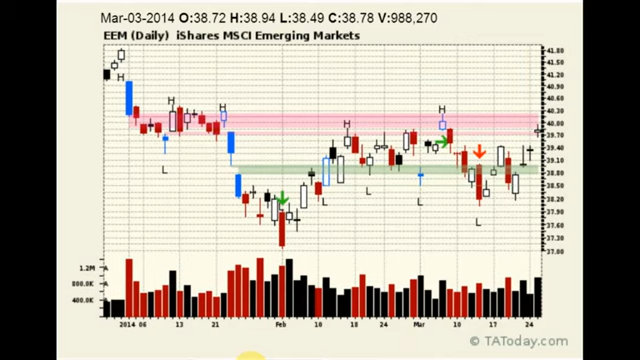 Mar-03-2014 O:38.72 H:38.94 L:38.49 C:38.78 V:988,270
EEM (Daily) iShares MSCI Emerging Markets
H
H
H
H
H
L
L
L
L
L
41.80
41.50
41.20
40.90
40.60
40.30
40.00
39.70
39.40
39.10
38.80
38.50
38.20
37.90
37.60
37.30
37.00
1.2M
800.0K
400.0K
2014 06 13 21 Feb 10 18 24 Mar 10 17 24
© TAToday.com